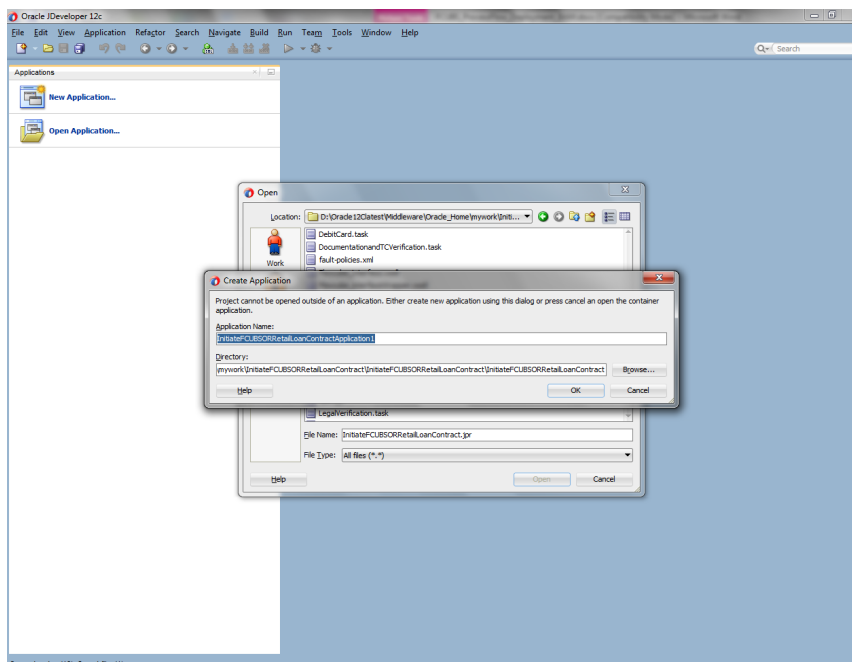 Oracle JDeveloper 12c
File Edit View Application Refactor Search Navigate Build Run Team Tools Window Help
Search
Applications
New Application...
Open Application...
Open
Location: D:\Oracle12Clatest\Middleware\Oracle_Home\mywork\Initi...
DebitCard.task
DocumentationandTCVerification.task
fault-policies.xml
Work
Create Application
Project cannot be opened outside of an application. Either create new application using this dialog or press cancel an open the container
application.
Application Name:
InitiateFCUBSORRetailLoanContractApplication1
Directory:
\mywork\InitiateFCUBSORRetailLoanContract\InitiateFCUBSORRetailLoanContract\InitiateFCUBSORRetailLoanContract Browse...
Help OK Cancel
LegalVerification.task
File Name: InitiateFCUBSORRetailLoanContract.jpr
File Type: All files (*.*)
Help Open Cancel